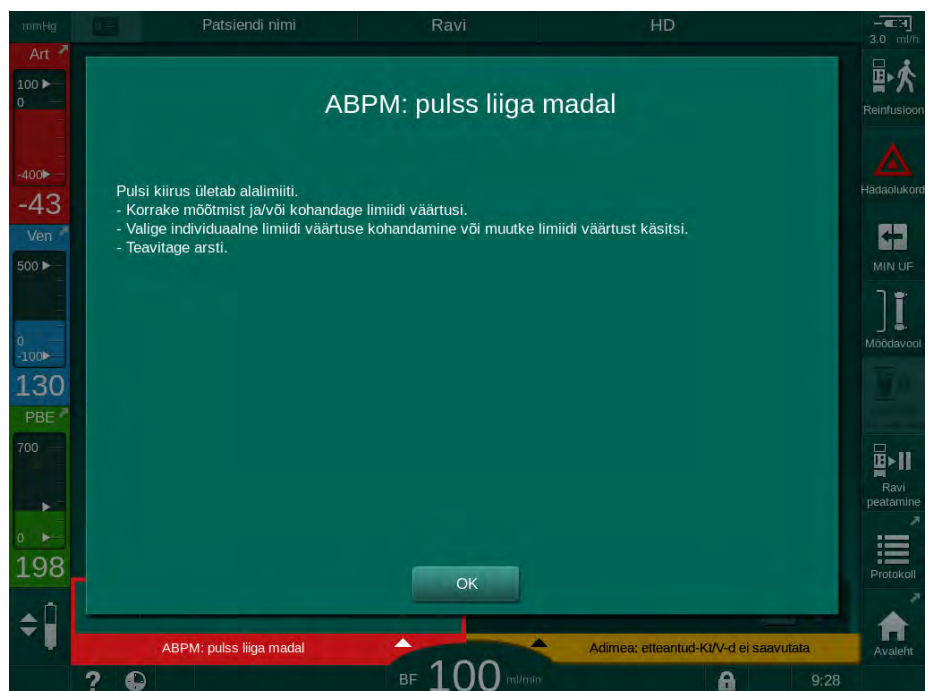 mmHg
Patsiendi nimi
Ravi
HD
3.0 ml/h
Art
100
0
-400
-43
Ven
500
0
-100
130
PBE
700
0
198
ABPM: pulss liiga madal
Pulsi kiirus ületab alalimiiti.
- Korrake mõõtmist ja/või kohandage limiidi väärtusi.
- Valige individuaalne limiidi väärtuse kohandamine või muutke limiidi väärtust käsitsi.
- Teavitage arsti.
OK
Reinfusioon
Hädaolukord
MIN UF
Möödavool
Ravi
peatamine
Protokoll
Avaleht
ABPM: pulss liiga madal
Adimea: etteantud-Kt/V-d ei saavutata
?
BF 100 ml/min
9:28